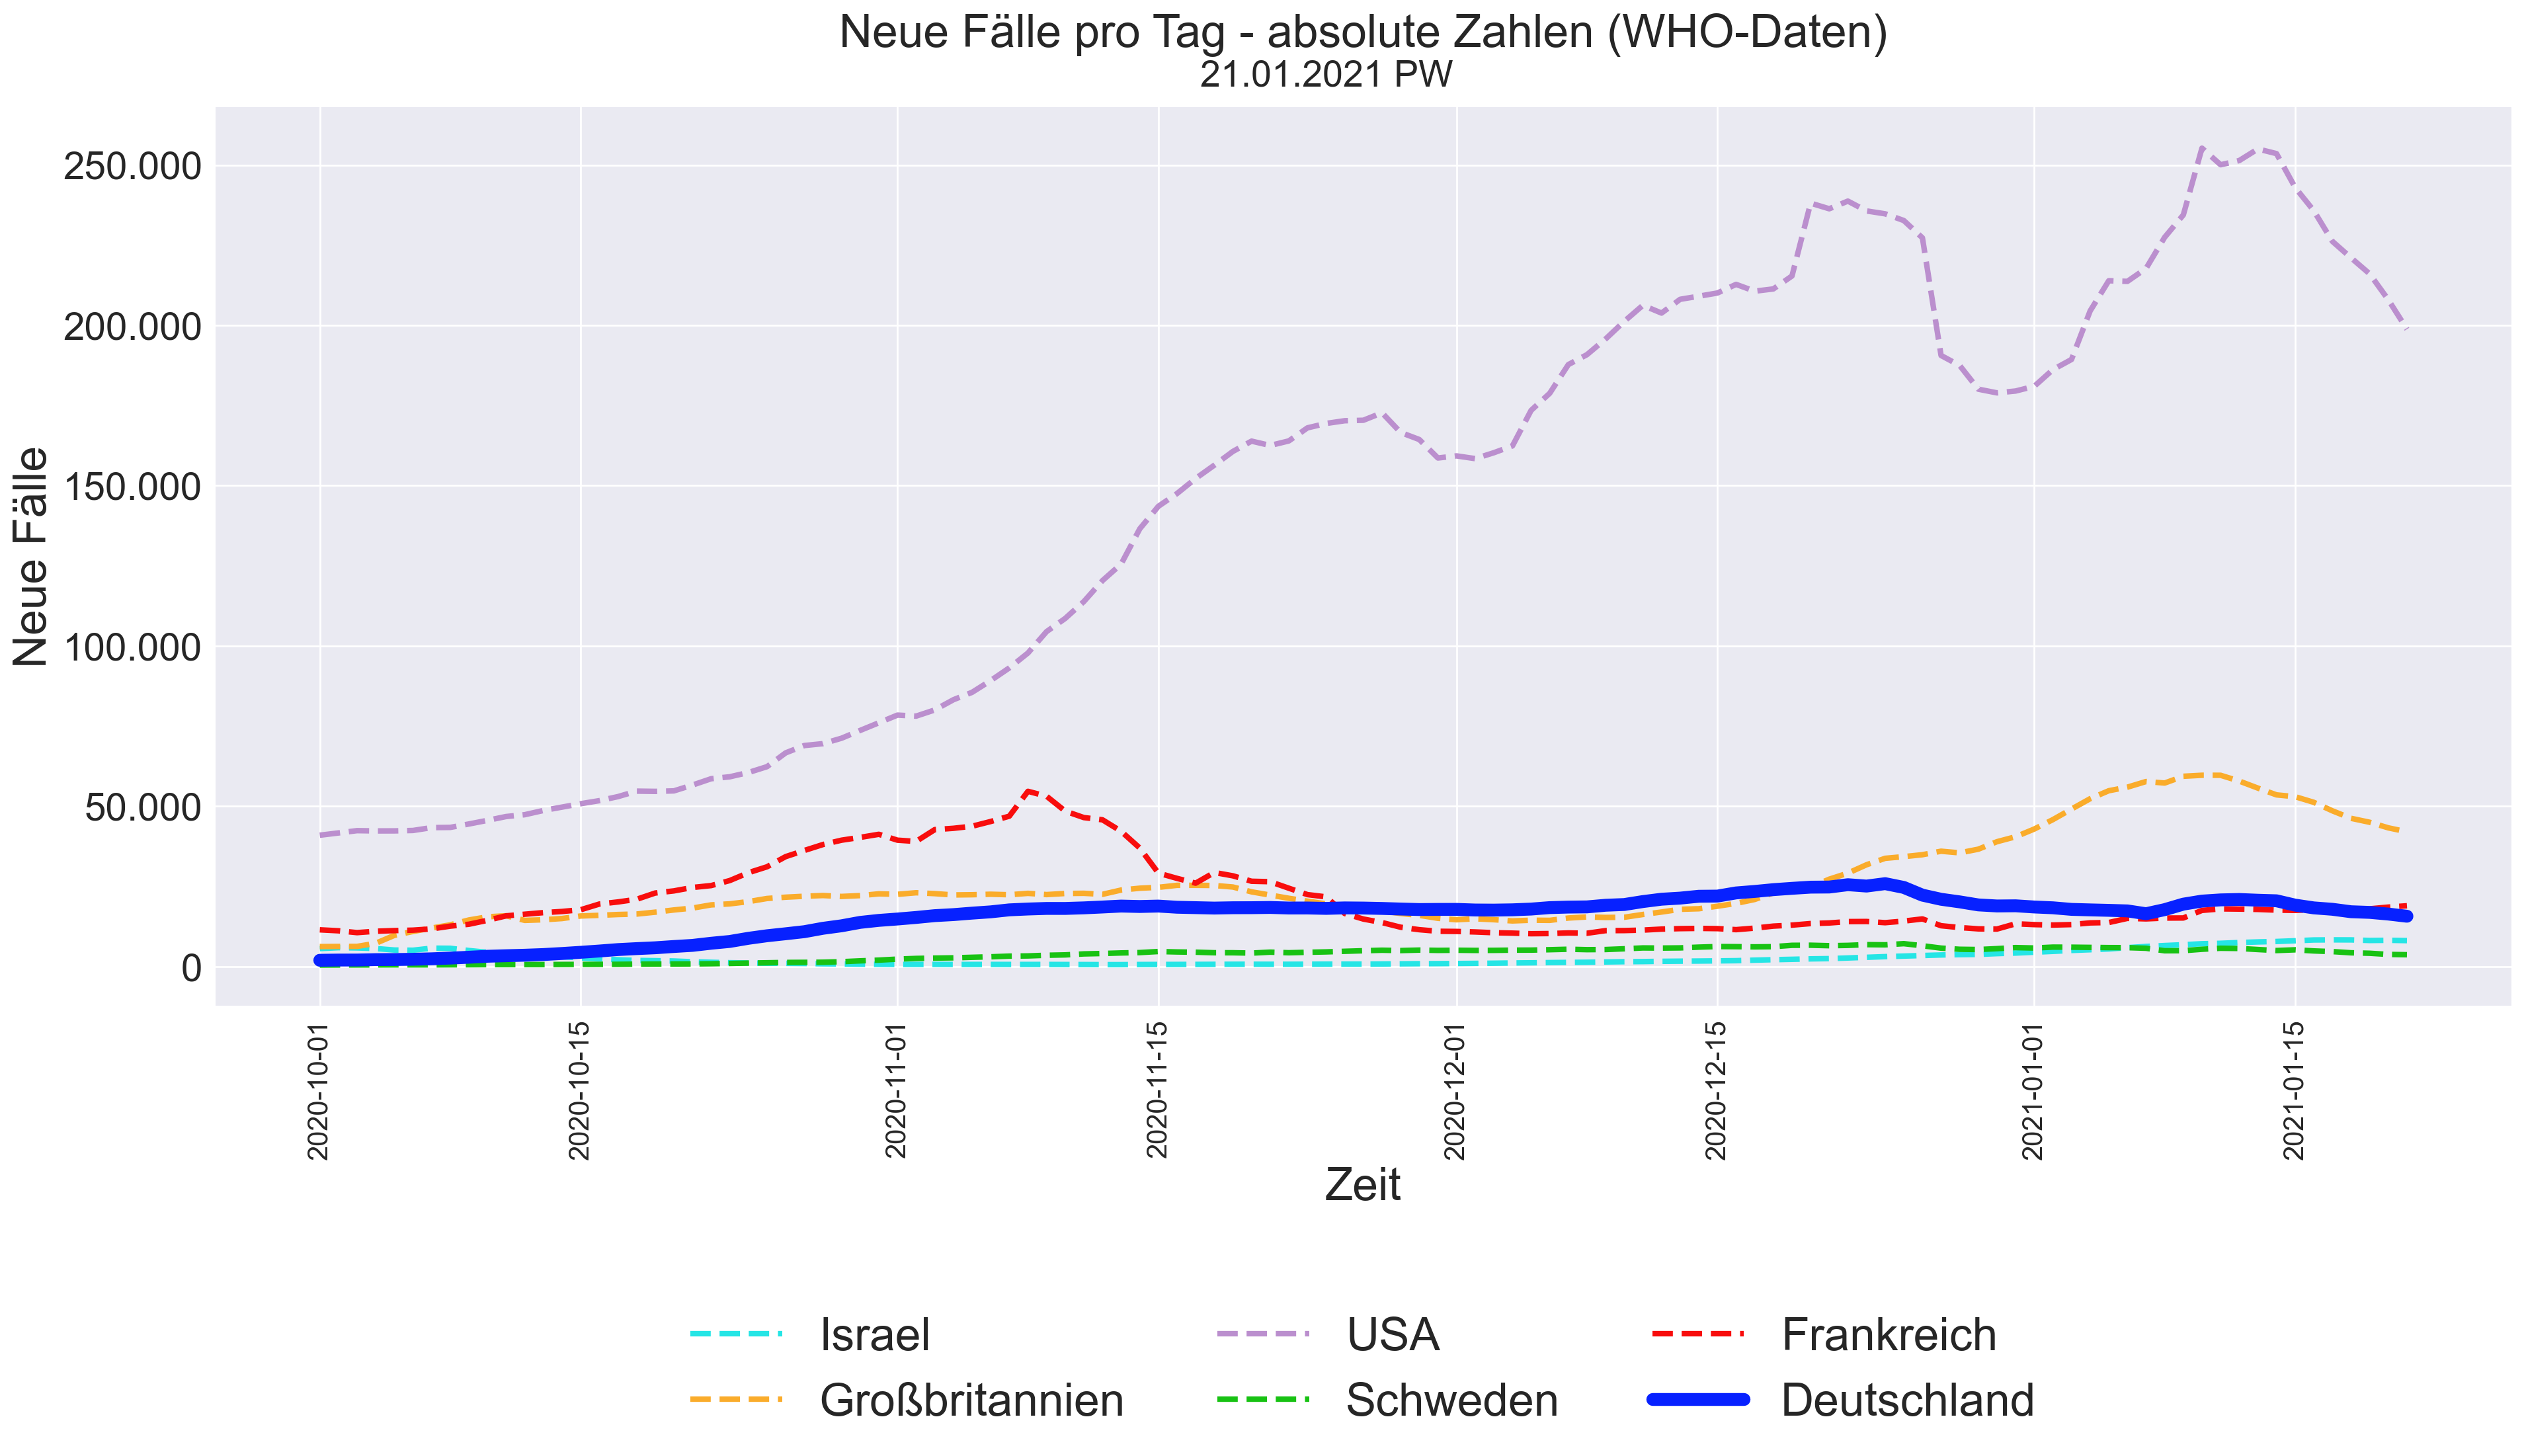 Neue Fälle pro Tag - absolute Zahlen (WHO-Daten)
21.01.2021 PW
Neue Fälle
250.000
200.000
150.000
100.000
50.000
0
2020-10-01
2020-10-15
2020-11-01
2020-11-15
2020-12-01
2020-12-15
2021-01-01
2021-01-15
Zeit
Israel
USA
Frankreich
Großbritannien
Schweden
Deutschland